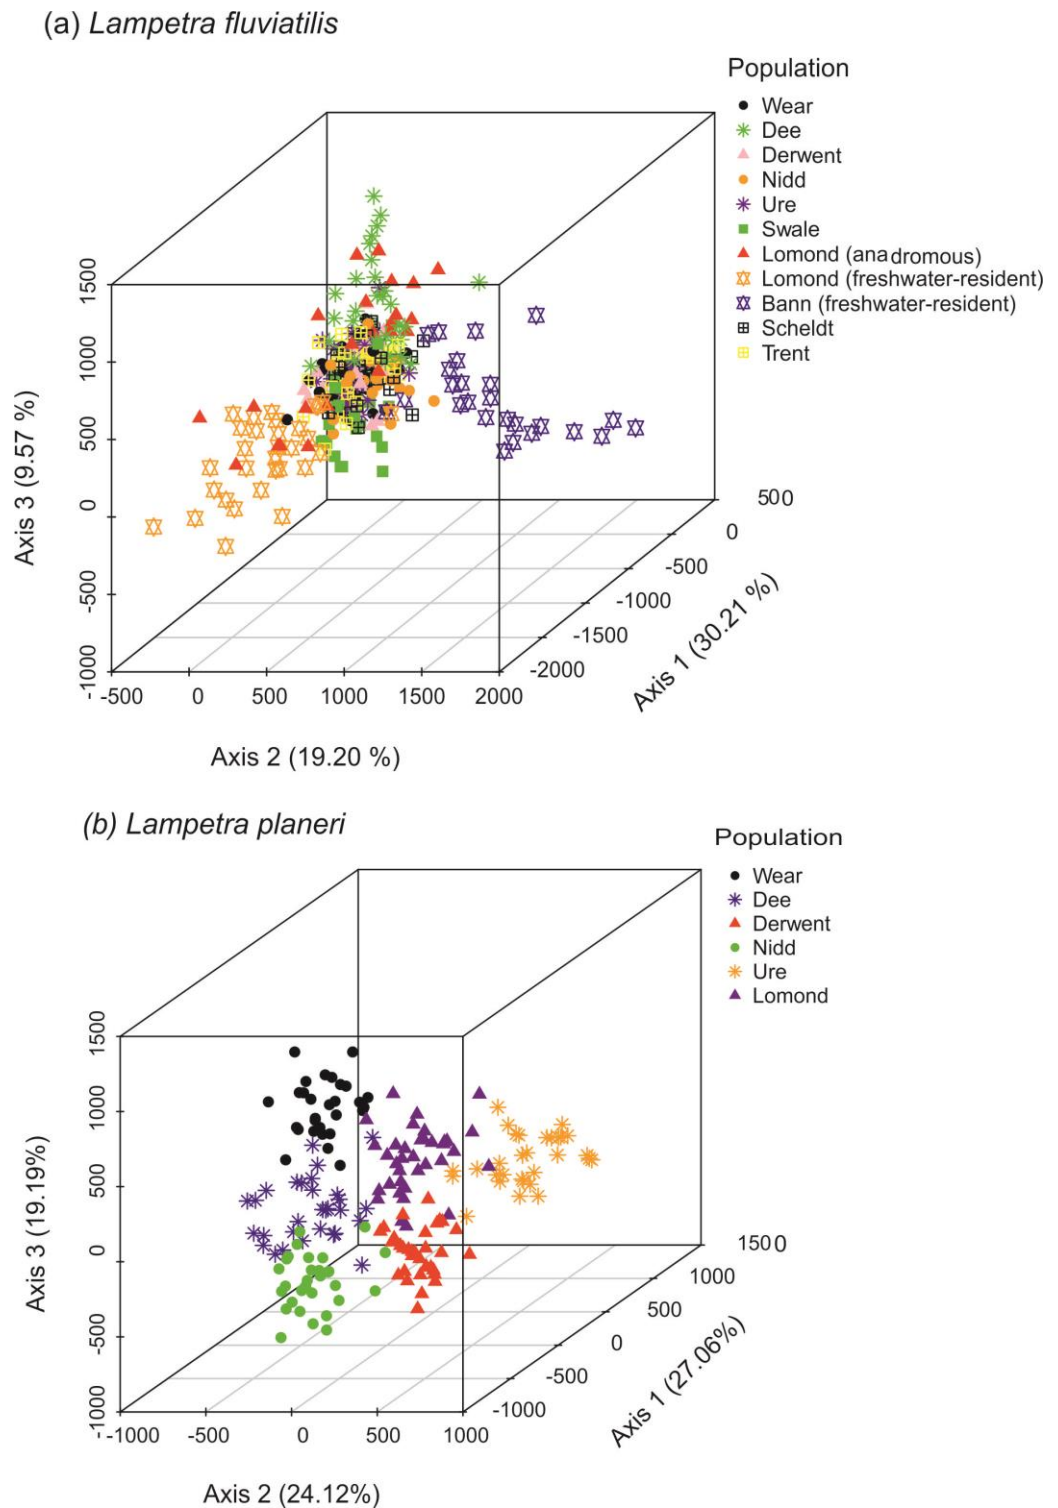 (a) Lampetra fluviatilis
Population
Wear
Dee
Derwent
Nidd
Ure
Swale
Lomond (anadromous)
Lomond (freshwater-resident)
Bann (freshwater-resident)
Scheldt
Trent
1500
1000
500
0
-500
-1000
Axis 3 (9.57 %)
-500 0 500 1000 1500 2000
Axis 2 (19.20 %)
500
0
-500
-1000
-1500
-2000
Axis 1 (30.21 %)
(b) Lampetra planeri
Population
Wear
Dee
Derwent
Nidd
Ure
Lomond
1500
1000
500
0
-500
-1000
Axis 3 (19.19%)
-1000 -500 0 500 1000
Axis 2 (24.12%)
1500
1000
500
0
-500
-1000
Axis 1 (27.06%)